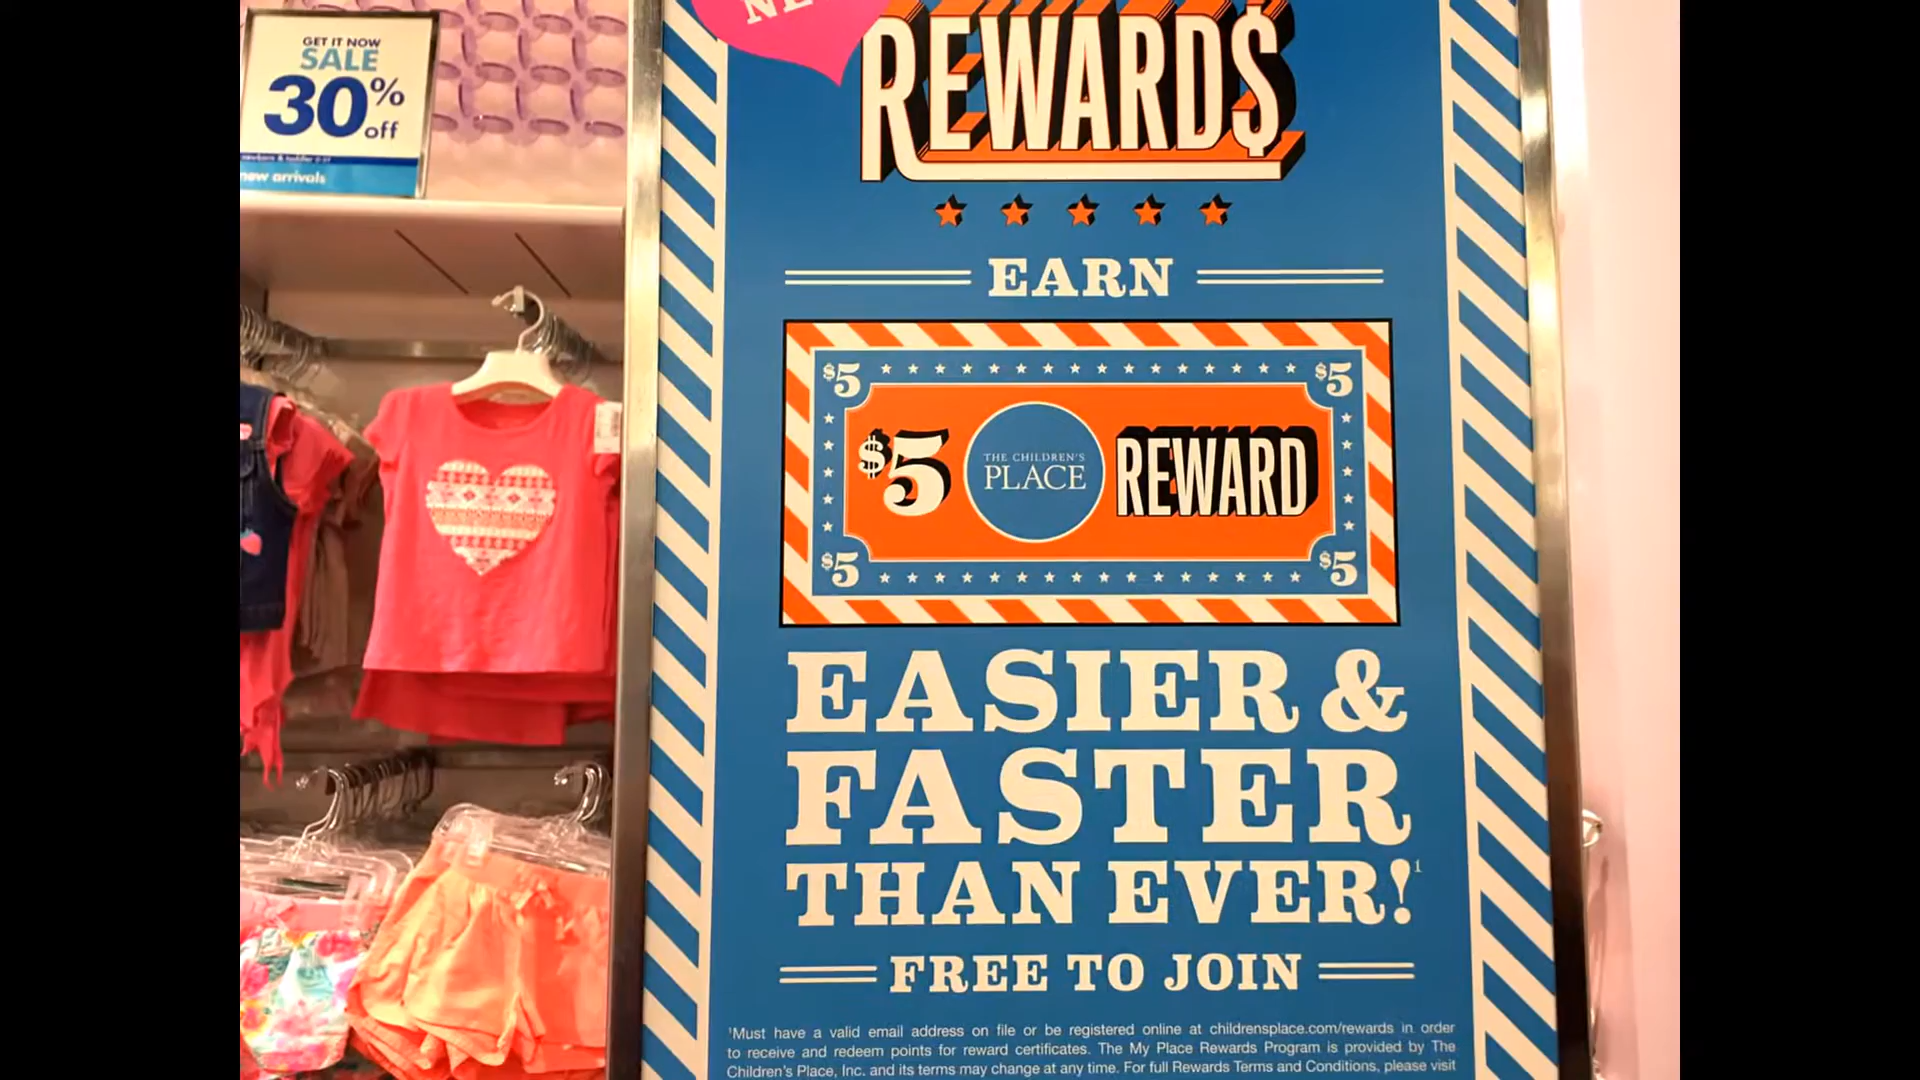 GET IT NOW
SALE
30% off
newborn & toddler
new arrivals
REWARD$
EARN
$5 $5
$5 THE CHILDREN'S PLACE REWARD
$5 $5
EASIER &
FASTER
THAN EVER!¹
FREE TO JOIN
¹Must have a valid email address on file or be registered online at childrensplace.com/rewards in order
to receive and redeem points for reward certificates. The My Place Rewards Program is provided by The
Children's Place, Inc. and its terms may change at any time. For full Rewards Terms and Conditions, please visit